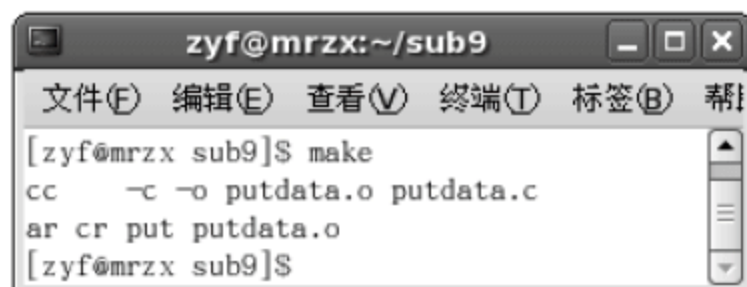 zyf@mrzx:~/sub9
文件(F) 编辑(E) 查看(V) 终端(T) 标签(B)
[zyf@mrzx sub9]$ make
cc    -c -o putdata.o putdata.c
ar cr put putdata.o
[zyf@mrzx sub9]$